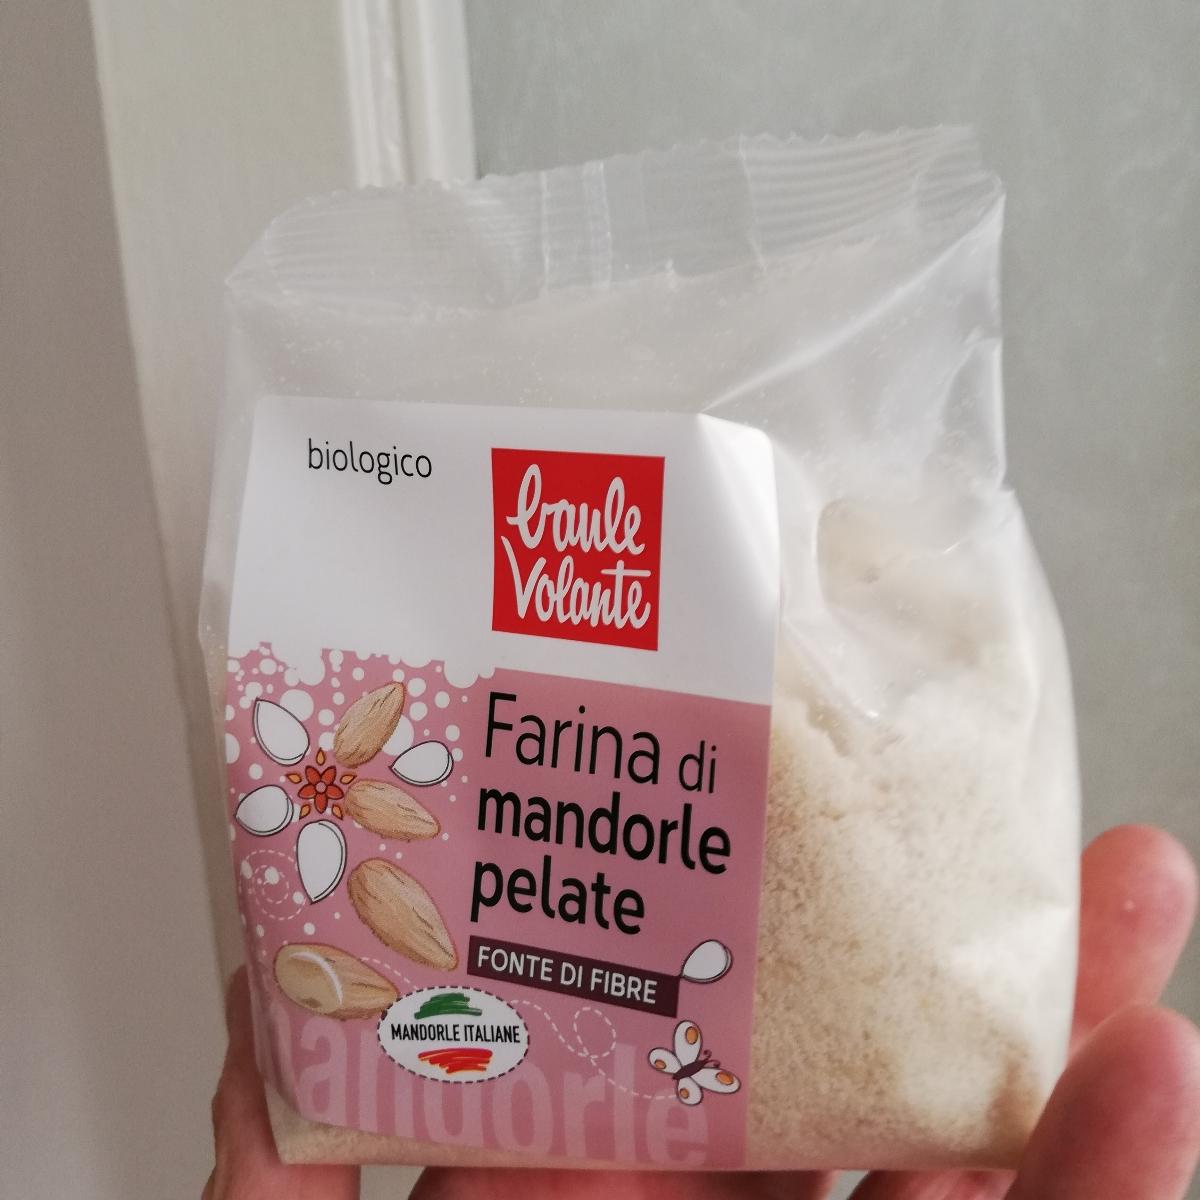 biologico
baule
volante
Farina di
mandorle
pelate
FONTE DI FIBRE
MANDORLE ITALIANE
mandorle